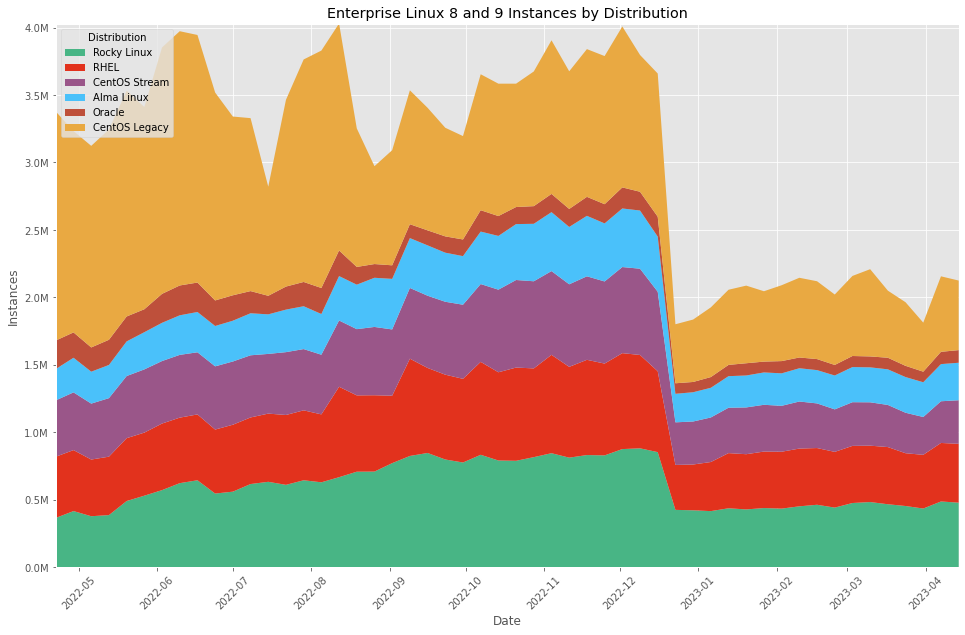 Enterprise Linux 8 and 9 Instances by Distribution
4.0M
3.5M
3.0M
2.5M
2.0M
1.5M
1.0M
0.5M
0.0M
Instances
Distribution
Rocky Linux
RHEL
CentOS Stream
Alma Linux
Oracle
CentOS Legacy
2022-05
2022-06
2022-07
2022-08
2022-09
2022-10
2022-11
2022-12
2023-01
2023-02
2023-03
2023-04
Date